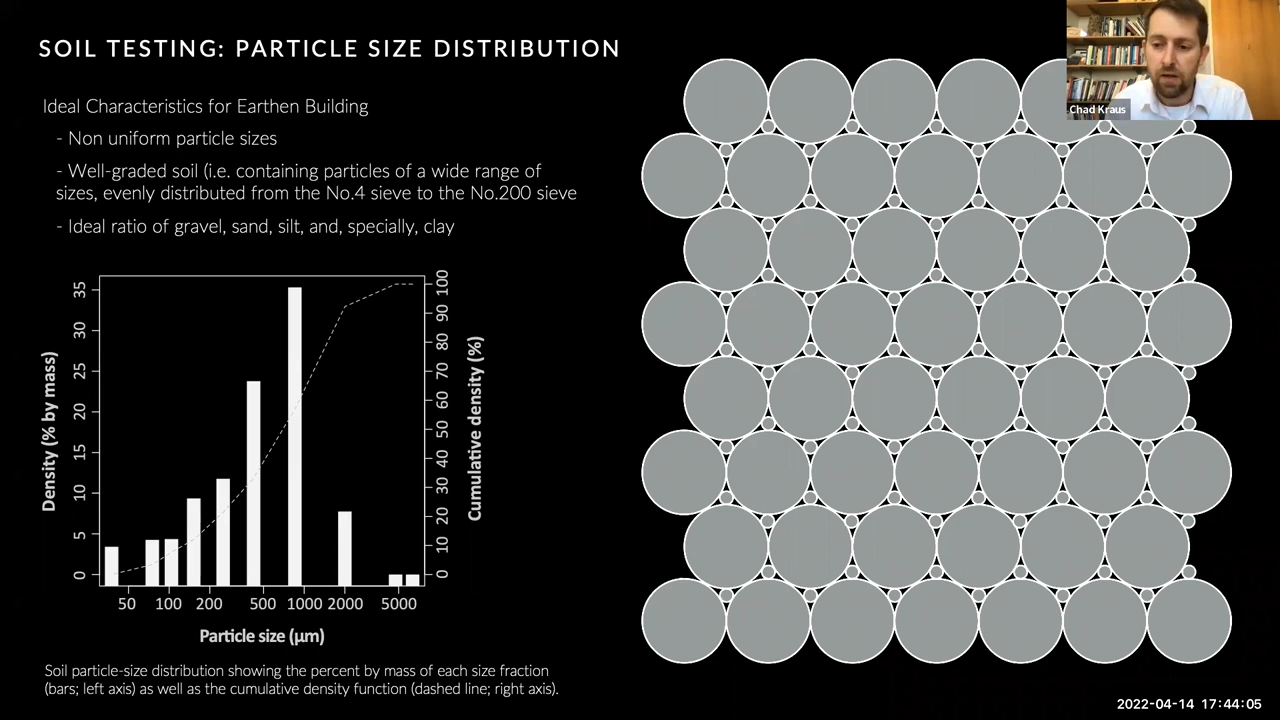 SOIL TESTING: PARTICLE SIZE DISTRIBUTION
Chad Kraus
Ideal Characteristics for Earthen Building
- Non uniform particle sizes
- Well-graded soil (i.e. containing particles of a wide range of
sizes, evenly distributed from the No.4 sieve to the No.200 sieve
- Ideal ratio of gravel, sand, silt, and, specially, clay
Density (% by mass)
35
30
25
20
15
10
5
0
100
90
80
70
60
50
40
30
20
10
0
Cumulative density (%)
50 100 200 500 1000 2000 5000
Particle size (µm)
Soil particle-size distribution showing the percent by mass of each size fraction
(bars; left axis) as well as the cumulative density function (dashed line; right axis).
2022-04-14 17:44:05